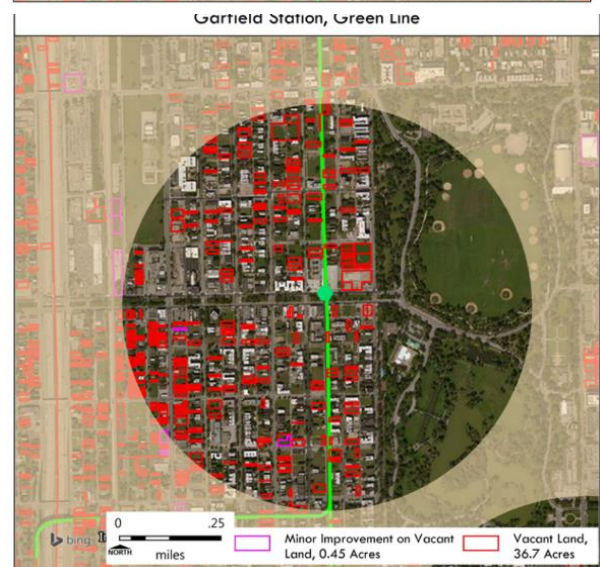 Garfield Station, Green Line
0 .25
NORTH miles
bing
Minor Improvement on Vacant
Land, 0.45 Acres
Vacant Land,
36.7 Acres